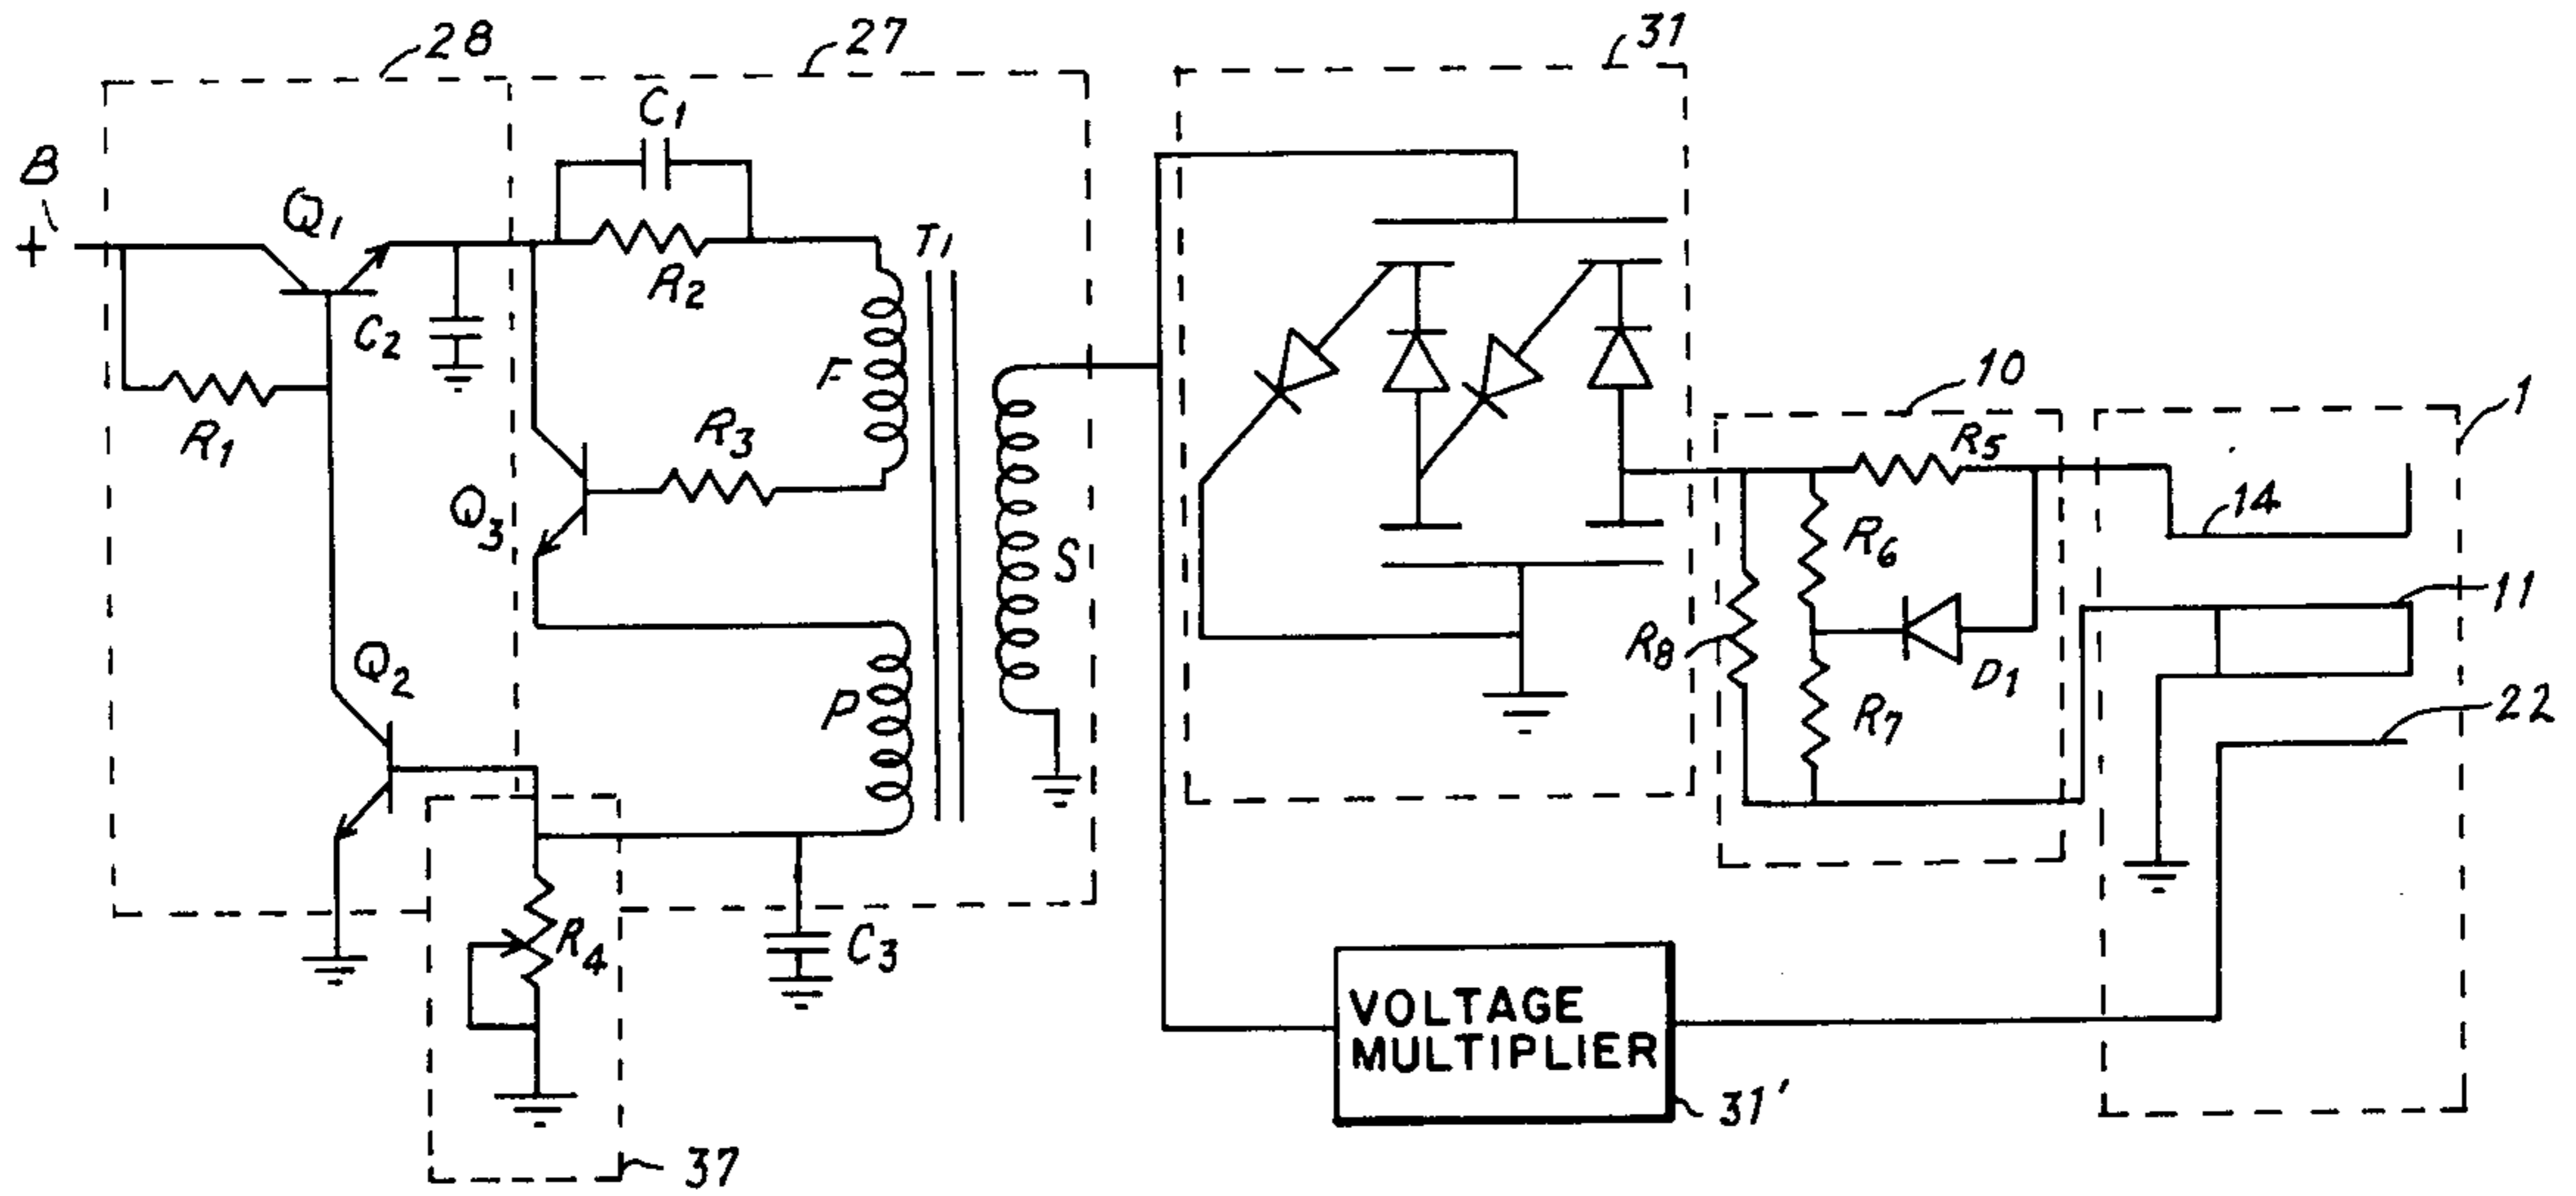 28
27
31
C1
B
+
Q1
T1
R2
C2
F
10
1
R1
R3
R5
Q3
14
S
R6
11
R8
Q2
D1
P
R7
22
R4
C3
VOLTAGE
MULTIPLIER
31'
37